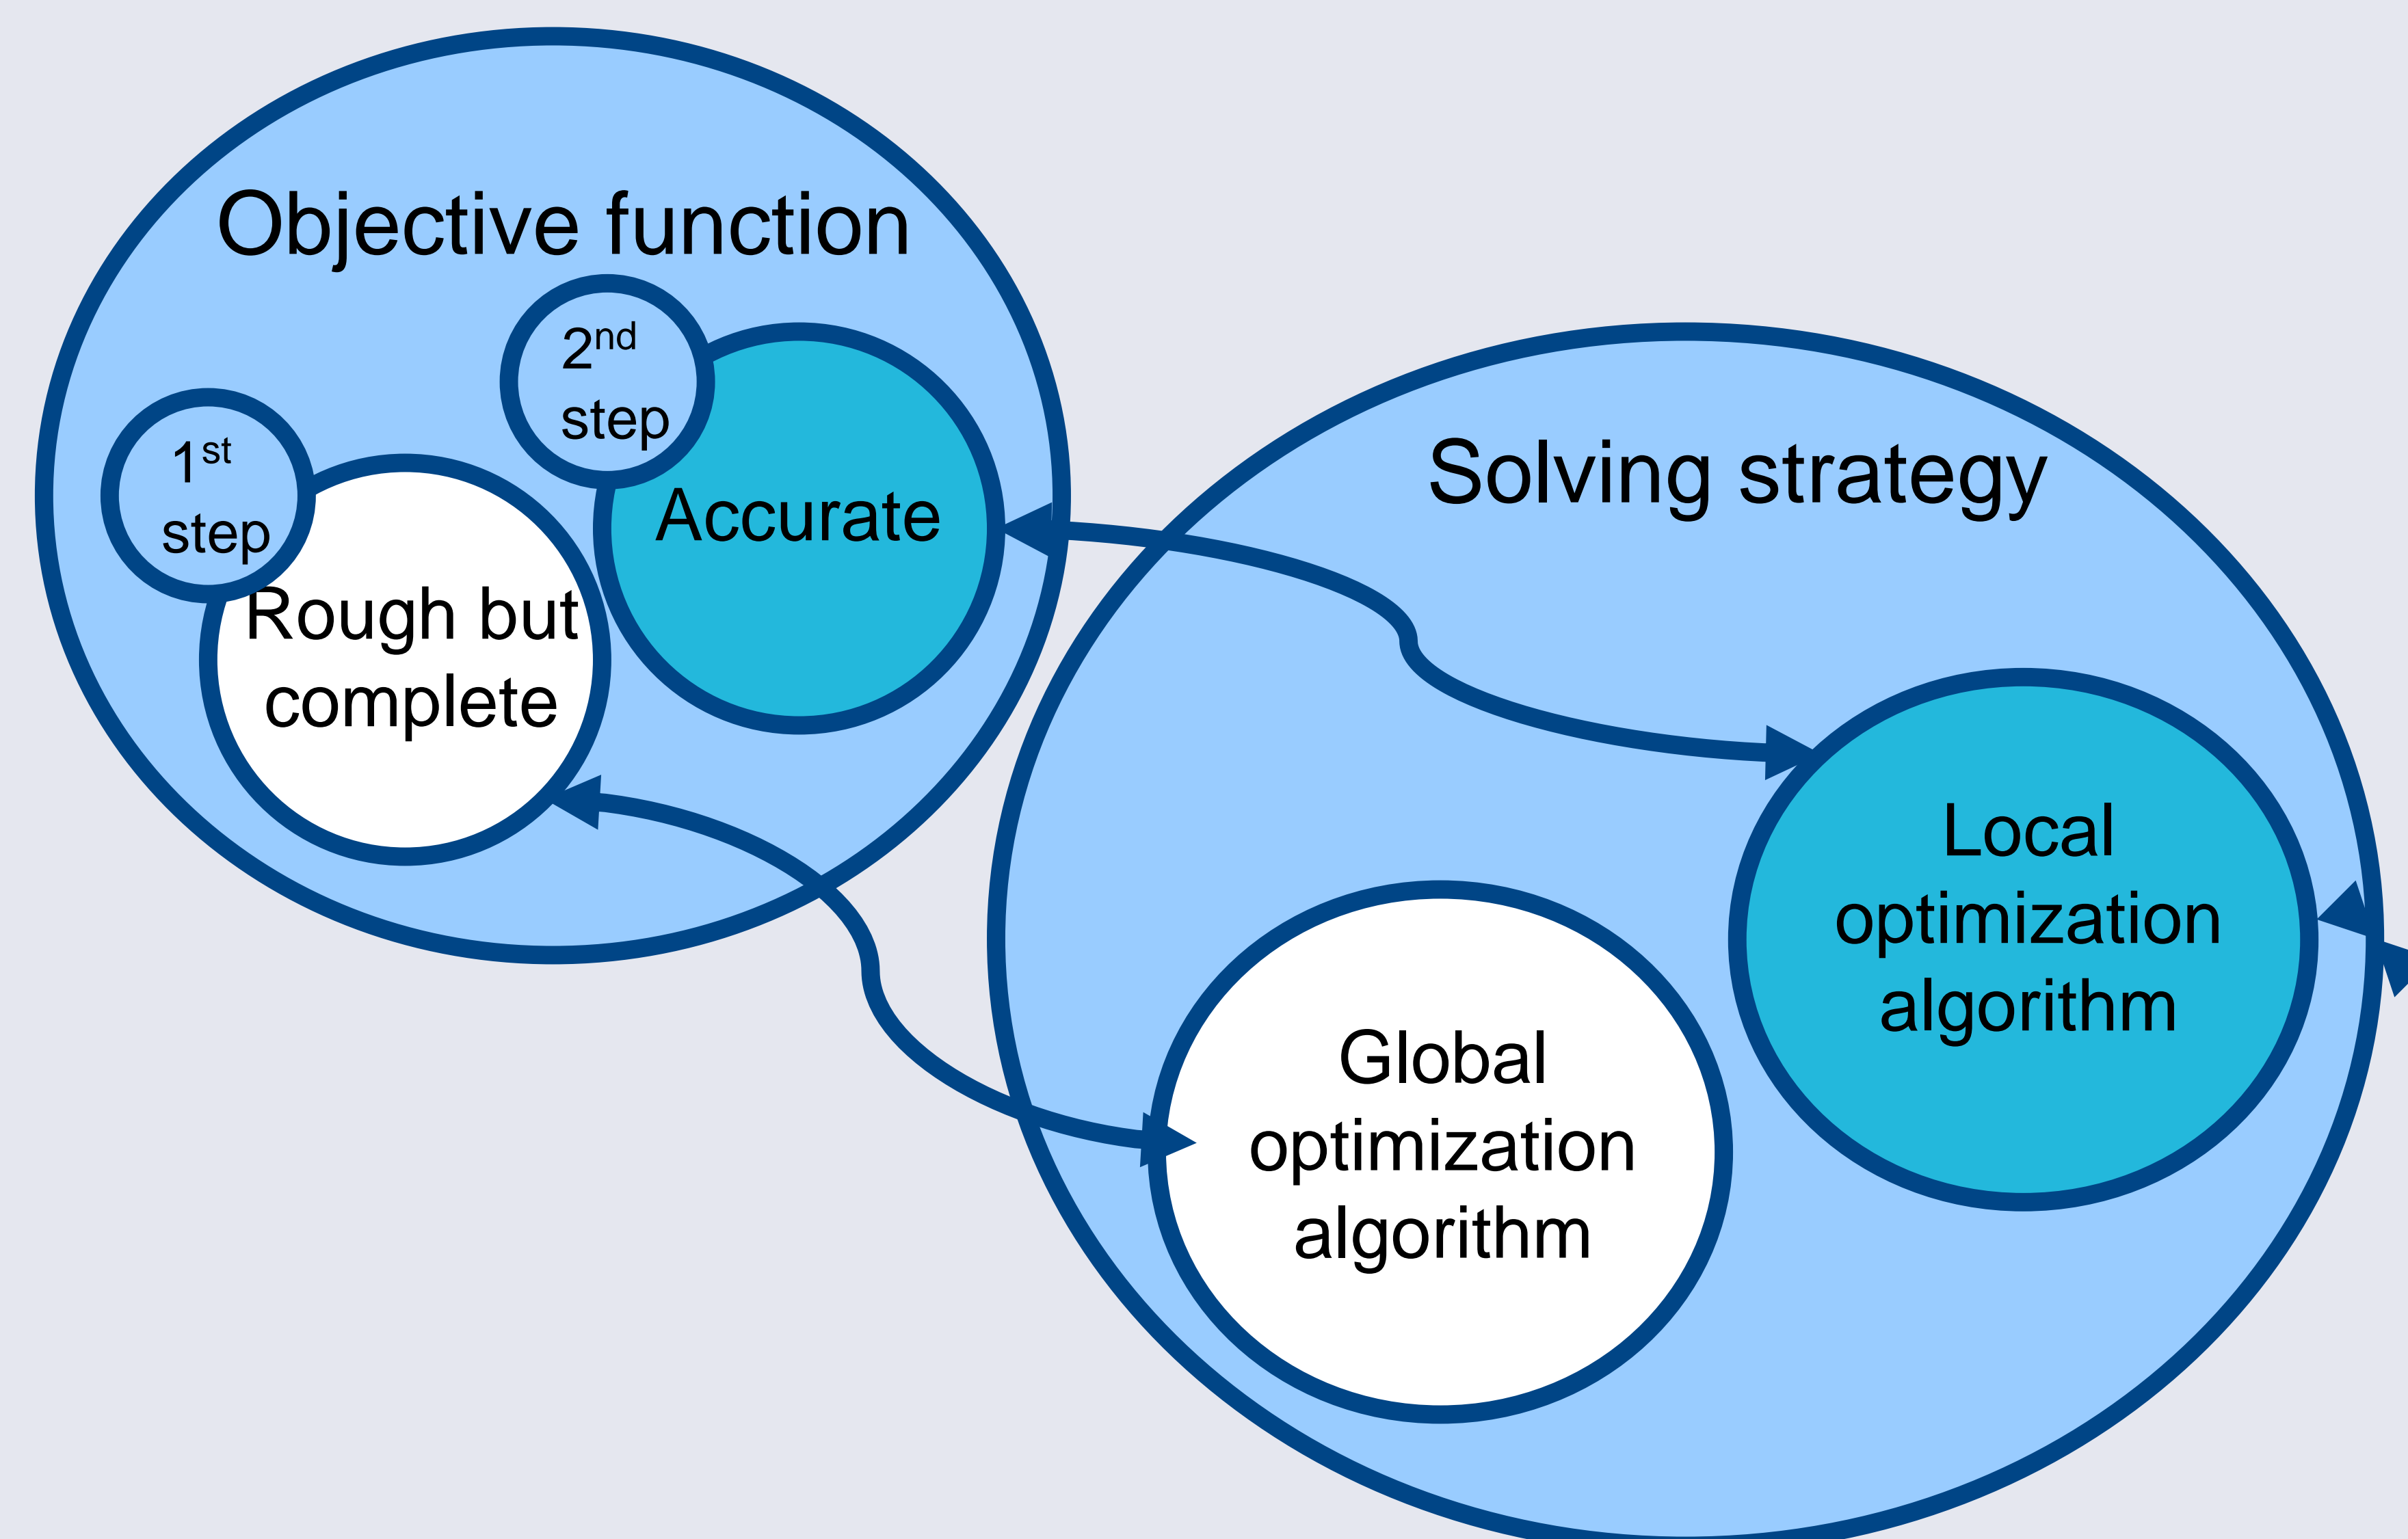 Objective function
2nd
step
Accurate
1st
step
Rough but
complete
Solving strategy
Local
optimization
algorithm
Global
optimization
algorithm